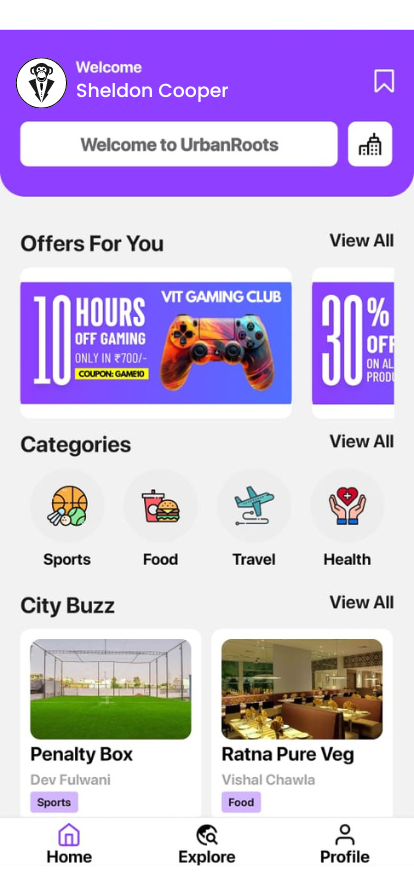 Welcome
Sheldon Cooper
Welcome to UrbanRoots
Offers For You
View All
VIT GAMING CLUB
10 HOURS
OFF GAMING
ONLY IN ₹700/-
COUPON: GAME10
30%
OFF
ON AL
PRODU
Categories
View All
Sports
Food
Travel
Health
City Buzz
View All
Penalty Box
Dev Fulwani
Sports
Ratna Pure Veg
Vishal Chawla
Food
Home
Explore
Profile